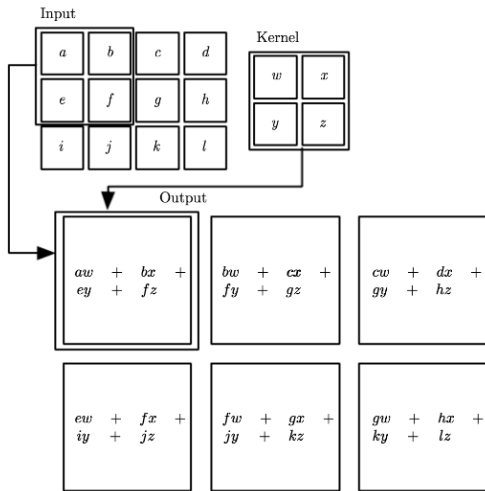 Input
a b c d
Kernel
w x
e f g h
y z
i j k l
Output
aw + bx + bw + cx + cw + dx +
ey + fz fy + gz gy + hz
ew + fx + fw + gx + gw + hx +
iy + jz jy + kz ky + lz